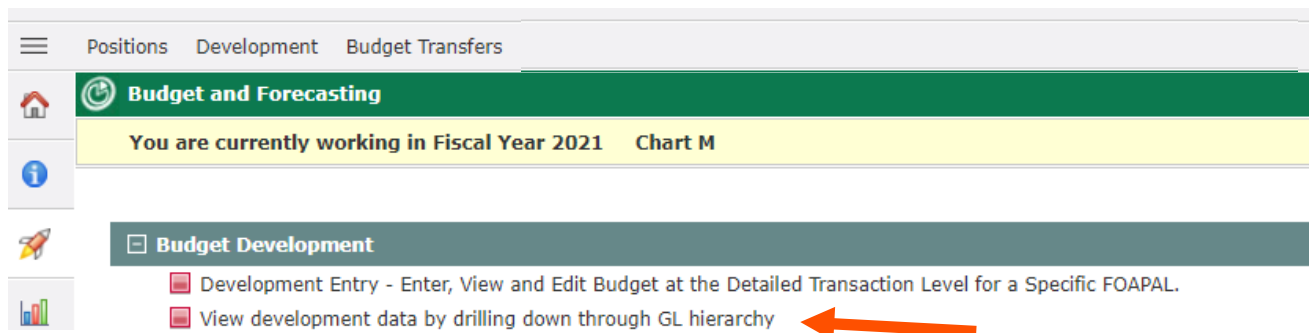 Positions Development Budget Transfers
Budget and Forecasting
You are currently working in Fiscal Year 2021 Chart M
Budget Development
Development Entry - Enter, View and Edit Budget at the Detailed Transaction Level for a Specific FOAPAL.
View development data by drilling down through GL hierarchy